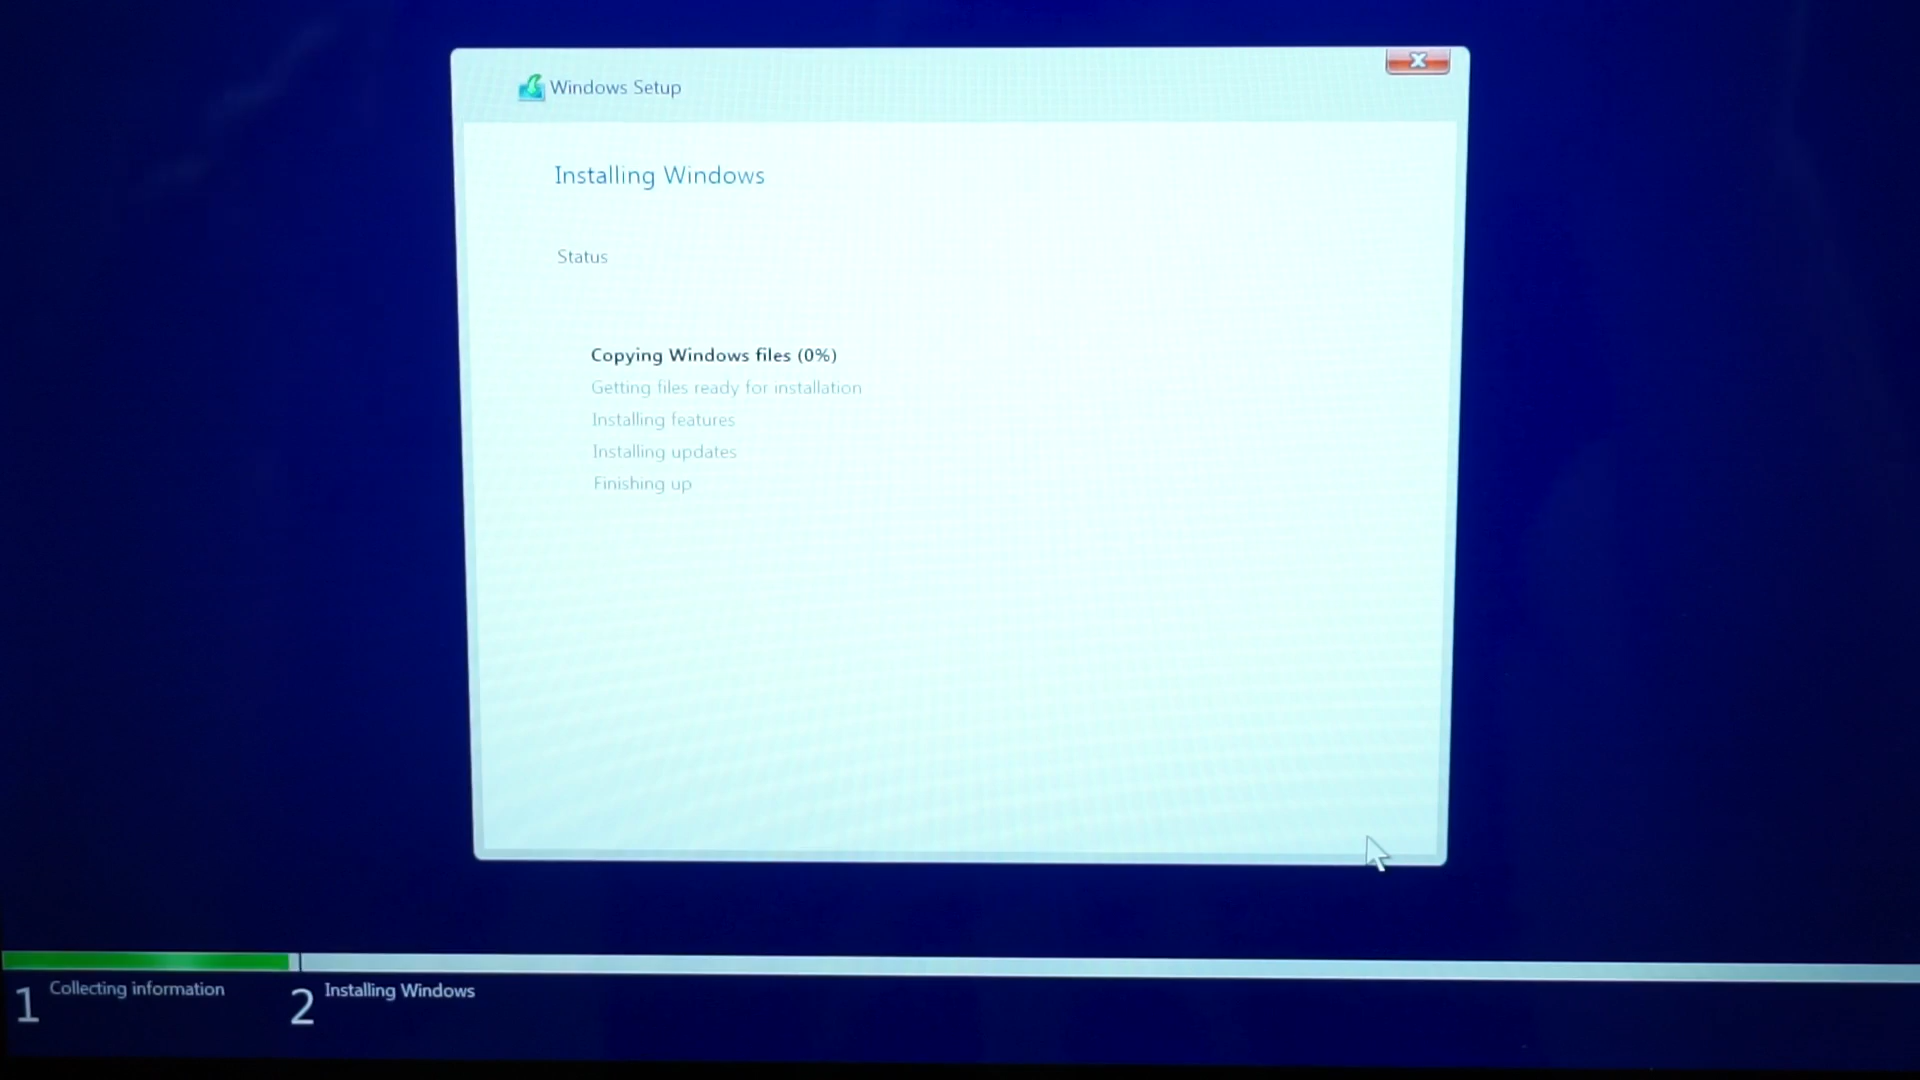 Windows Setup
Installing Windows
Status
Copying Windows files (0%)
Getting files ready for installation
Installing features
Installing updates
Finishing up
1 Collecting information
2 Installing Windows